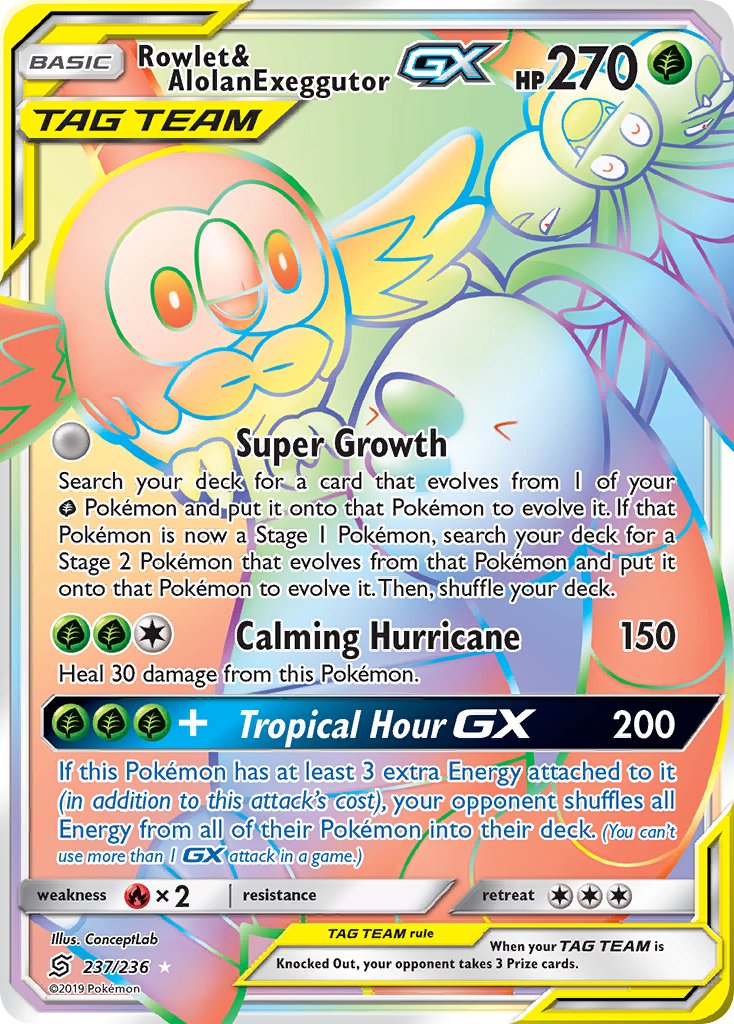 BASIC
Rowlet&
AlolanExeggutor GX HP270
TAG TEAM
Super Growth
Search your deck for a card that evolves from 1 of your
Pokémon and put it onto that Pokémon to evolve it. If that
Pokémon is now a Stage 1 Pokémon, search your deck for a
Stage 2 Pokémon that evolves from that Pokémon and put it
onto that Pokémon to evolve it. Then, shuffle your deck.
Calming Hurricane 150
Heal 30 damage from this Pokémon.
+ Tropical Hour GX 200
If this Pokémon has at least 3 extra Energy attached to it
(in addition to this attack's cost), your opponent shuffles all
Energy from all of their Pokémon into their deck. (You can't
use more than 1 GX attack in a game.)
weakness ×2 resistance retreat
Illus. ConceptLab
237/236
©2019 Pokémon
TAG TEAM rule
When your TAG TEAM is
Knocked Out, your opponent takes 3 Prize cards.